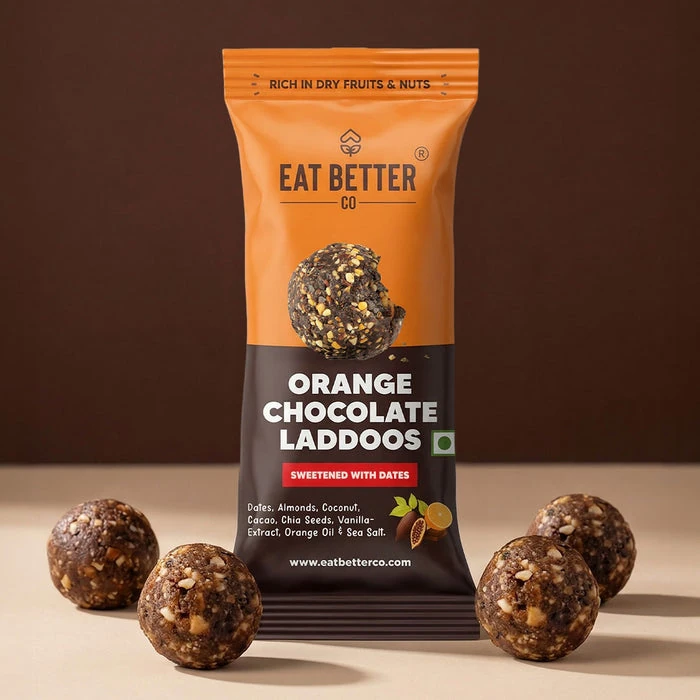 RICH IN DRY FRUITS & NUTS
EAT BETTER ®
CO
ORANGE
CHOCOLATE
LADDOOS
SWEETENED WITH DATES
Dates, Almonds, Coconut,
Cacao, Chia Seeds, Vanilla-
Extract, Orange Oil & Sea Salt.
www.eatbetterco.com